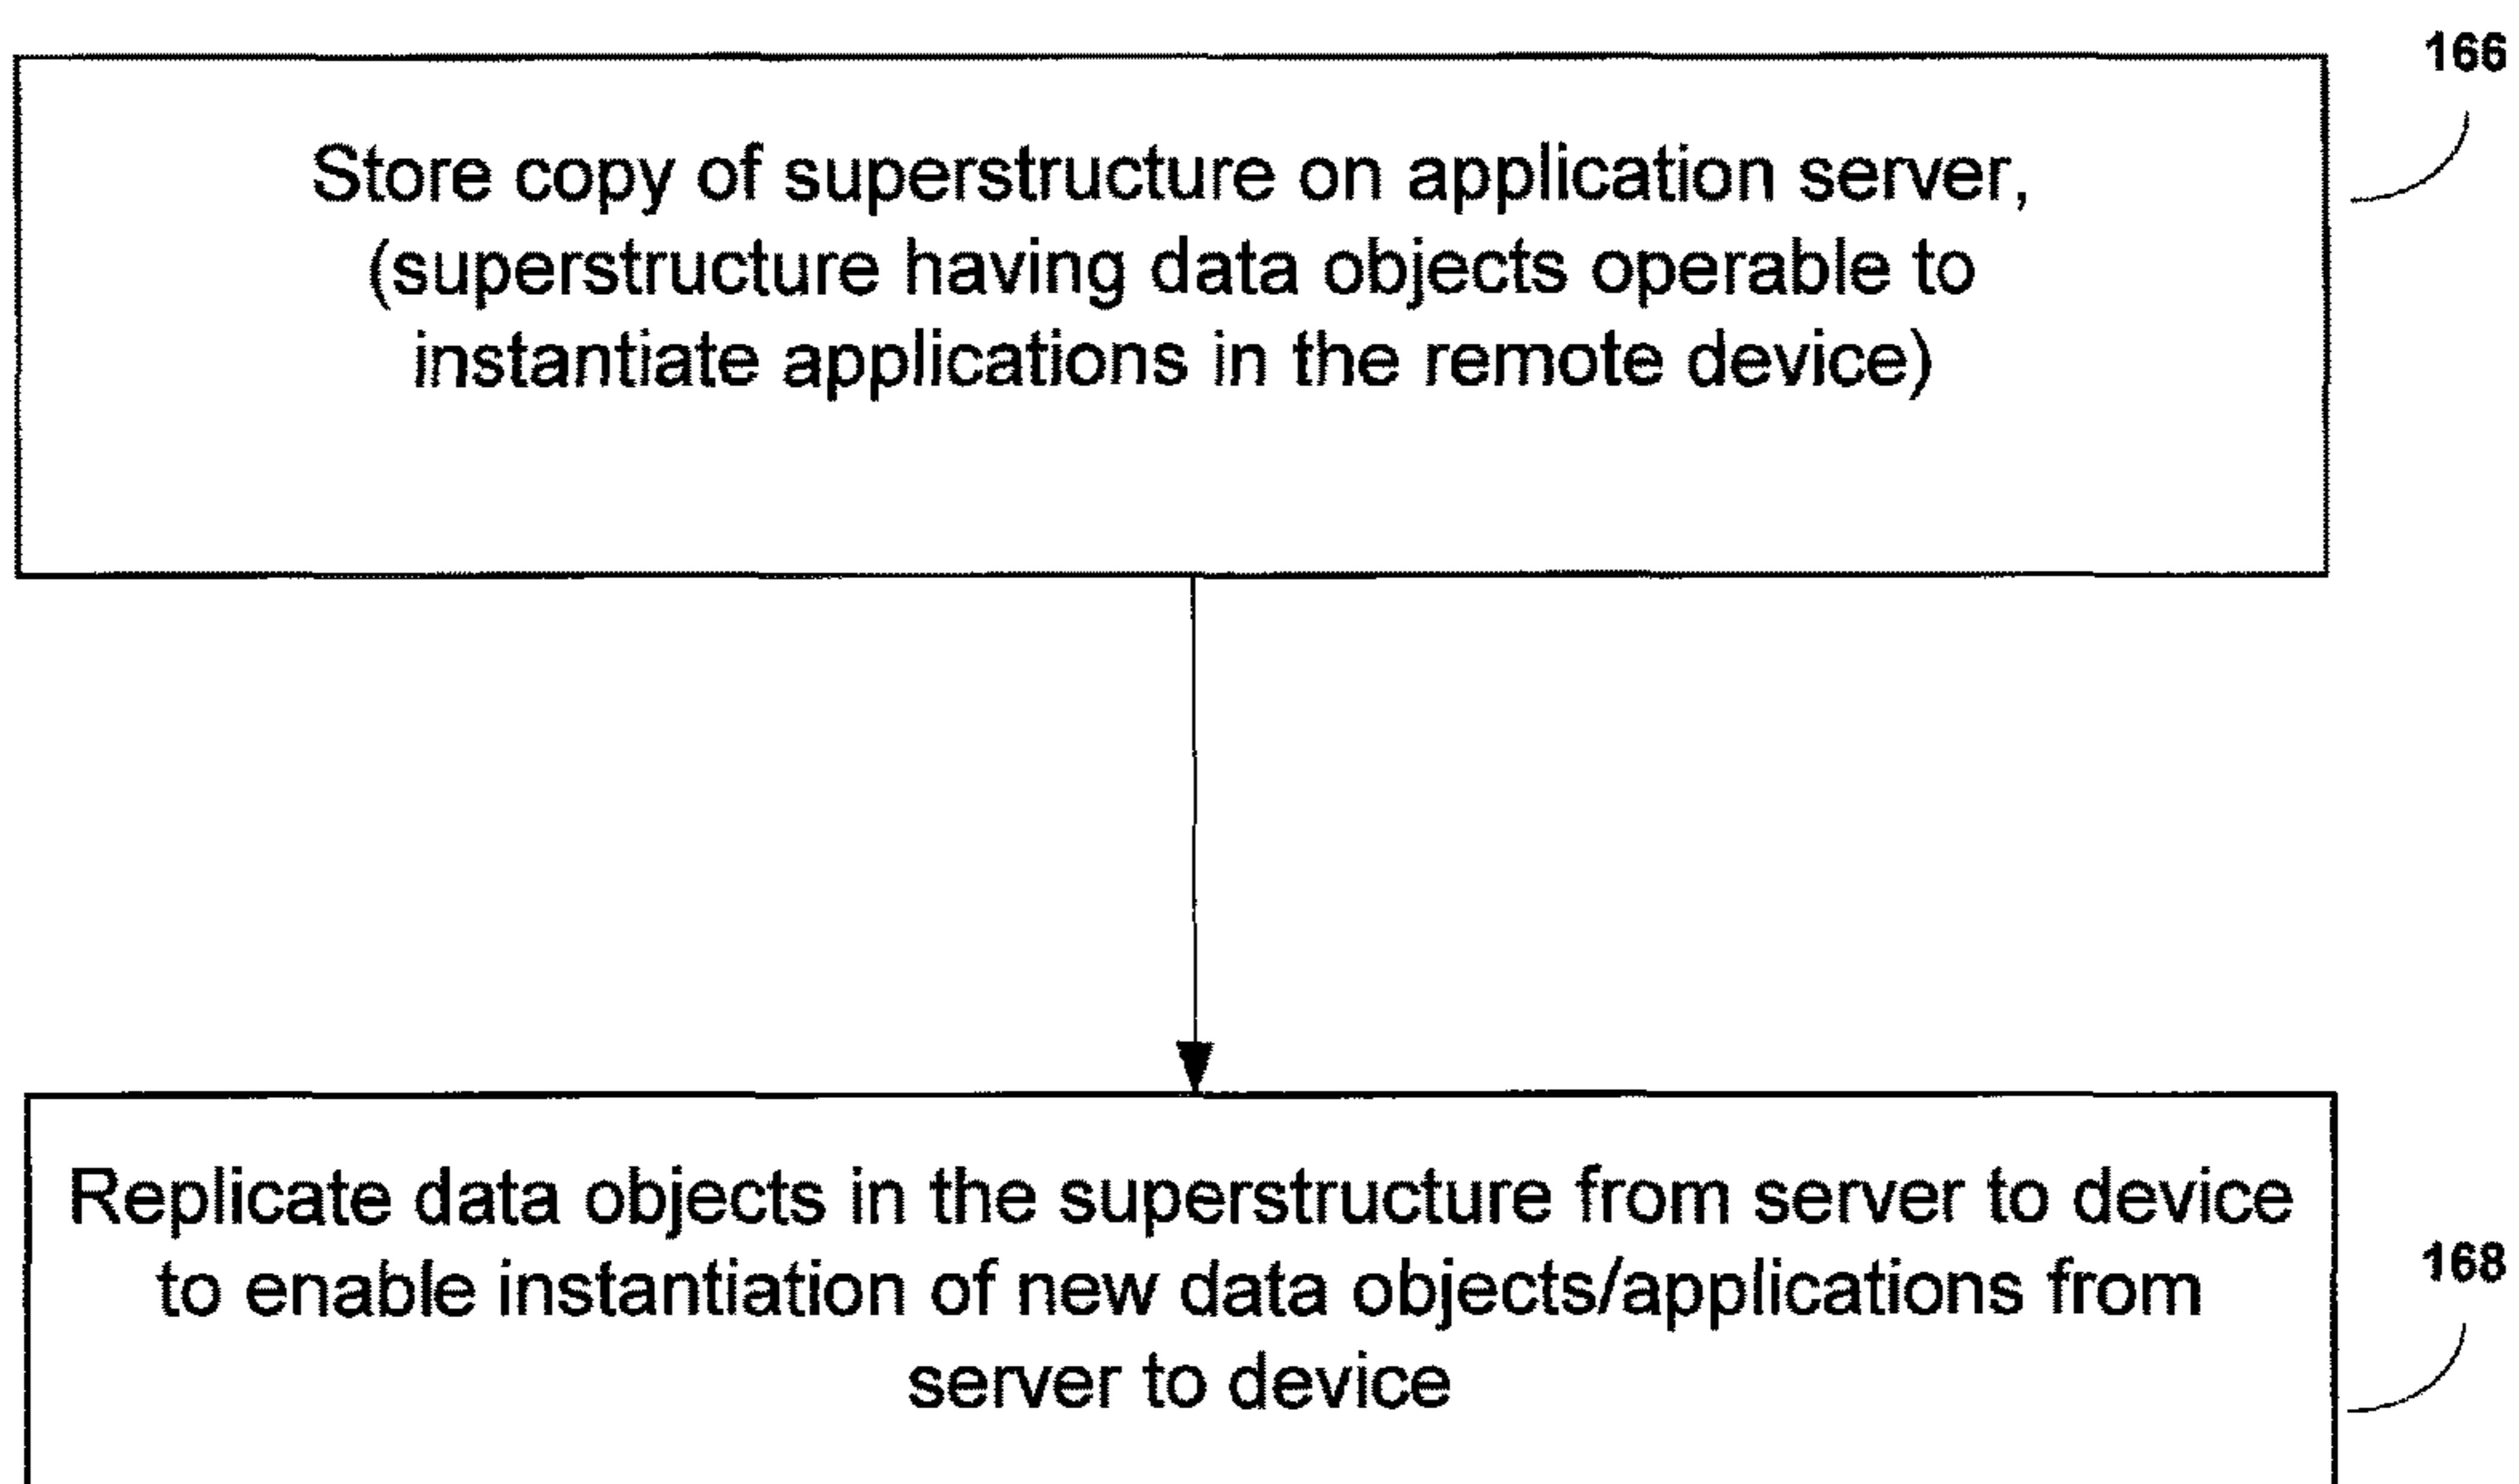 166
Store copy of superstructure on application server,
(superstructure having data objects operable to
instantiate applications in the remote device)
Replicate data objects in the superstructure from server to device
to enable instantiation of new data objects/applications from
server to device
168